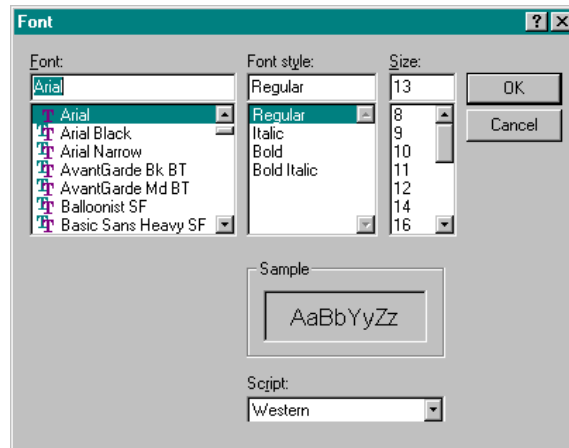 Font
Font:
Arial
Arial
Arial Black
Arial Narrow
AvantGarde Bk BT
AvantGarde Md BT
Balloonist SF
Basic Sans Heavy SF
Font style:
Regular
Regular
Italic
Bold
Bold Italic
Size:
13
8
9
10
11
12
14
16
OK
Cancel
Sample
AaBbYyZz
Script:
Western